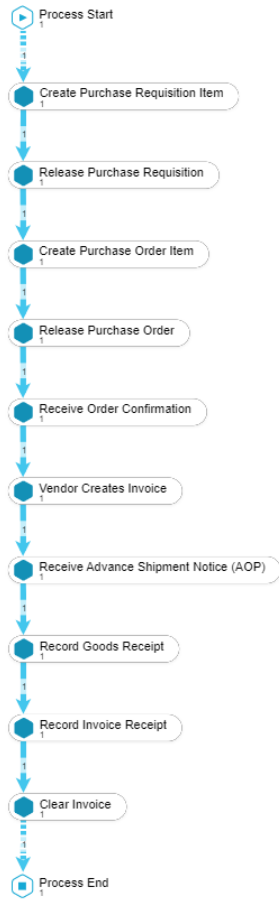 Process Start
1
1
Create Purchase Requisition Item
1
1
Release Purchase Requisition
1
1
Create Purchase Order Item
1
1
Release Purchase Order
1
1
Receive Order Confirmation
1
1
Vendor Creates Invoice
1
1
Receive Advance Shipment Notice (AOP)
1
1
Record Goods Receipt
1
1
Record Invoice Receipt
1
1
Clear Invoice
1
1
Process End
1